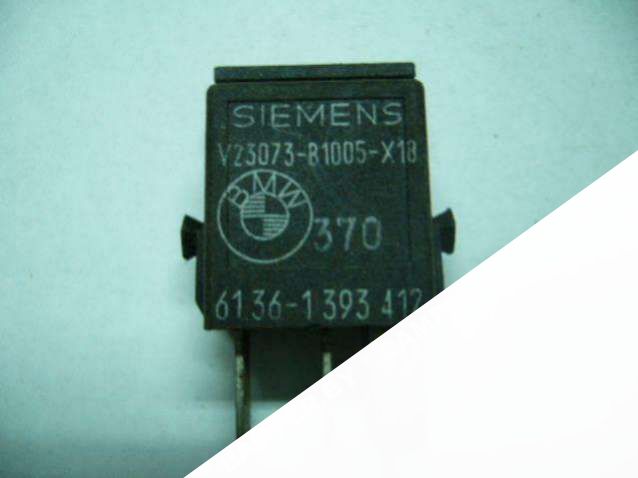 SIEMENS
V23073-B1005-X18
BMW
370
61 36-1 393 412